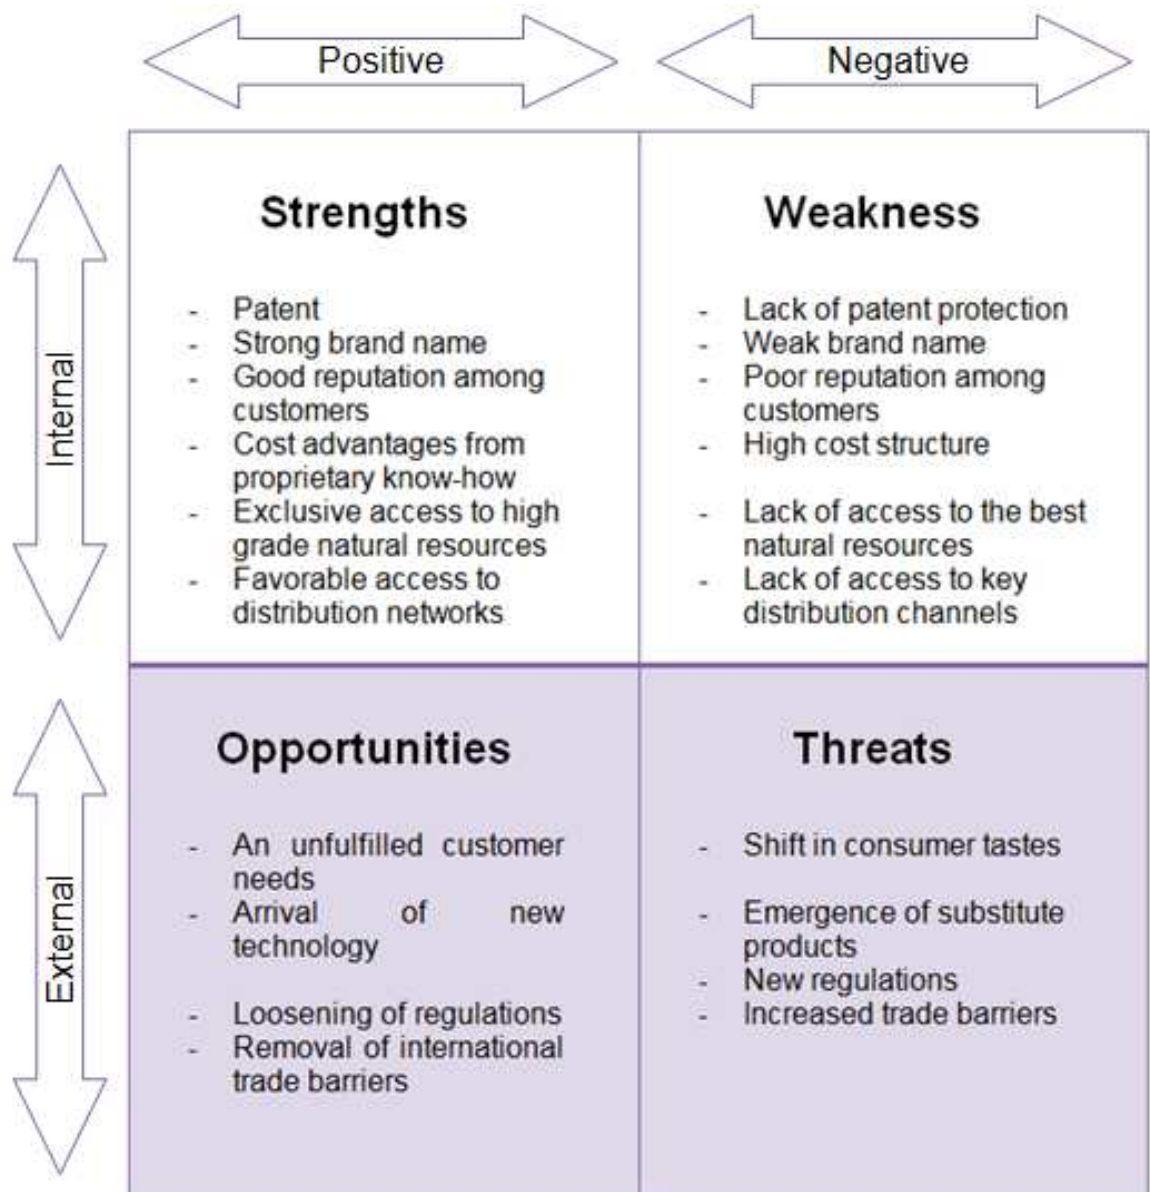 Positive
Negative
Internal
Strengths
- Patent
- Strong brand name
- Good reputation among
customers
- Cost advantages from
proprietary know-how
- Exclusive access to high
grade natural resources
- Favorable access to
distribution networks
Weakness
- Lack of patent protection
- Weak brand name
- Poor reputation among
customers
- High cost structure
- Lack of access to the best
natural resources
- Lack of access to key
distribution channels
External
Opportunities
- An unfulfilled customer
needs
- Arrival of new
technology
- Loosening of regulations
- Removal of international
trade barriers
Threats
- Shift in consumer tastes
- Emergence of substitute
products
- New regulations
- Increased trade barriers